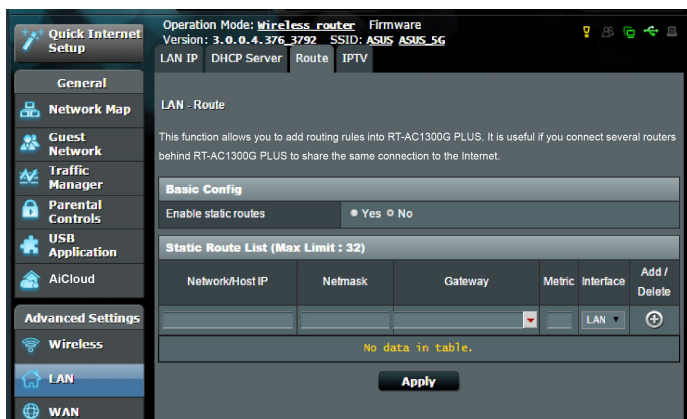 Quick Internet
Setup
General
Network Map
Guest
Network
Traffic
Manager
Parental
Controls
USB
Application
AiCloud
Advanced Settings
Wireless
LAN
WAN
Operation Mode: Wireless router Firmware
Version: 3.0.0.4.376_3792 SSID: ASUS ASUS_5G
LAN IP DHCP Server Route IPTV
LAN - Route
This function allows you to add routing rules into RT-AC1300G PLUS. It is useful if you connect several routers
behind RT-AC1300G PLUS to share the same connection to the Internet.
Basic Config
Enable static routes Yes No
Static Route List (Max Limit : 32)
Network/Host IP Netmask Gateway Metric Interface Add /
Delete
LAN
No data in table.
Apply